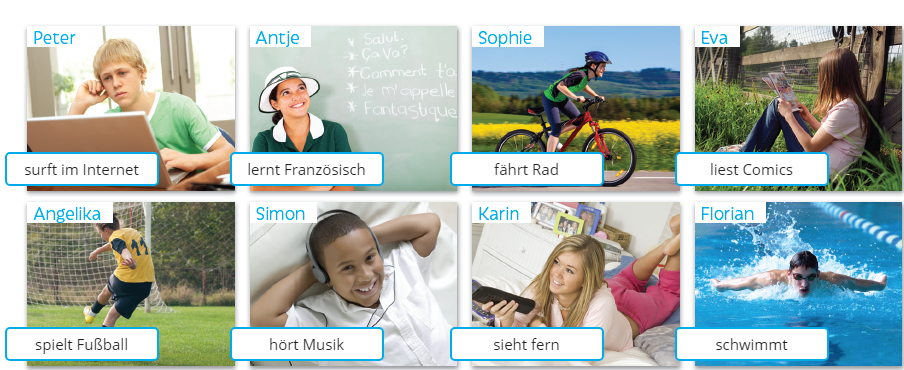 Peter
Antje
Sophie
Eva
* Salut.
* Ça Va?
* Comment t'a
* Je m'appelle
* Fantastique
surft im Internet
lernt Französisch
fährt Rad
liest Comics
Angelika
Simon
Karin
Florian
spielt Fußball
hört Musik
sieht fern
schwimmt